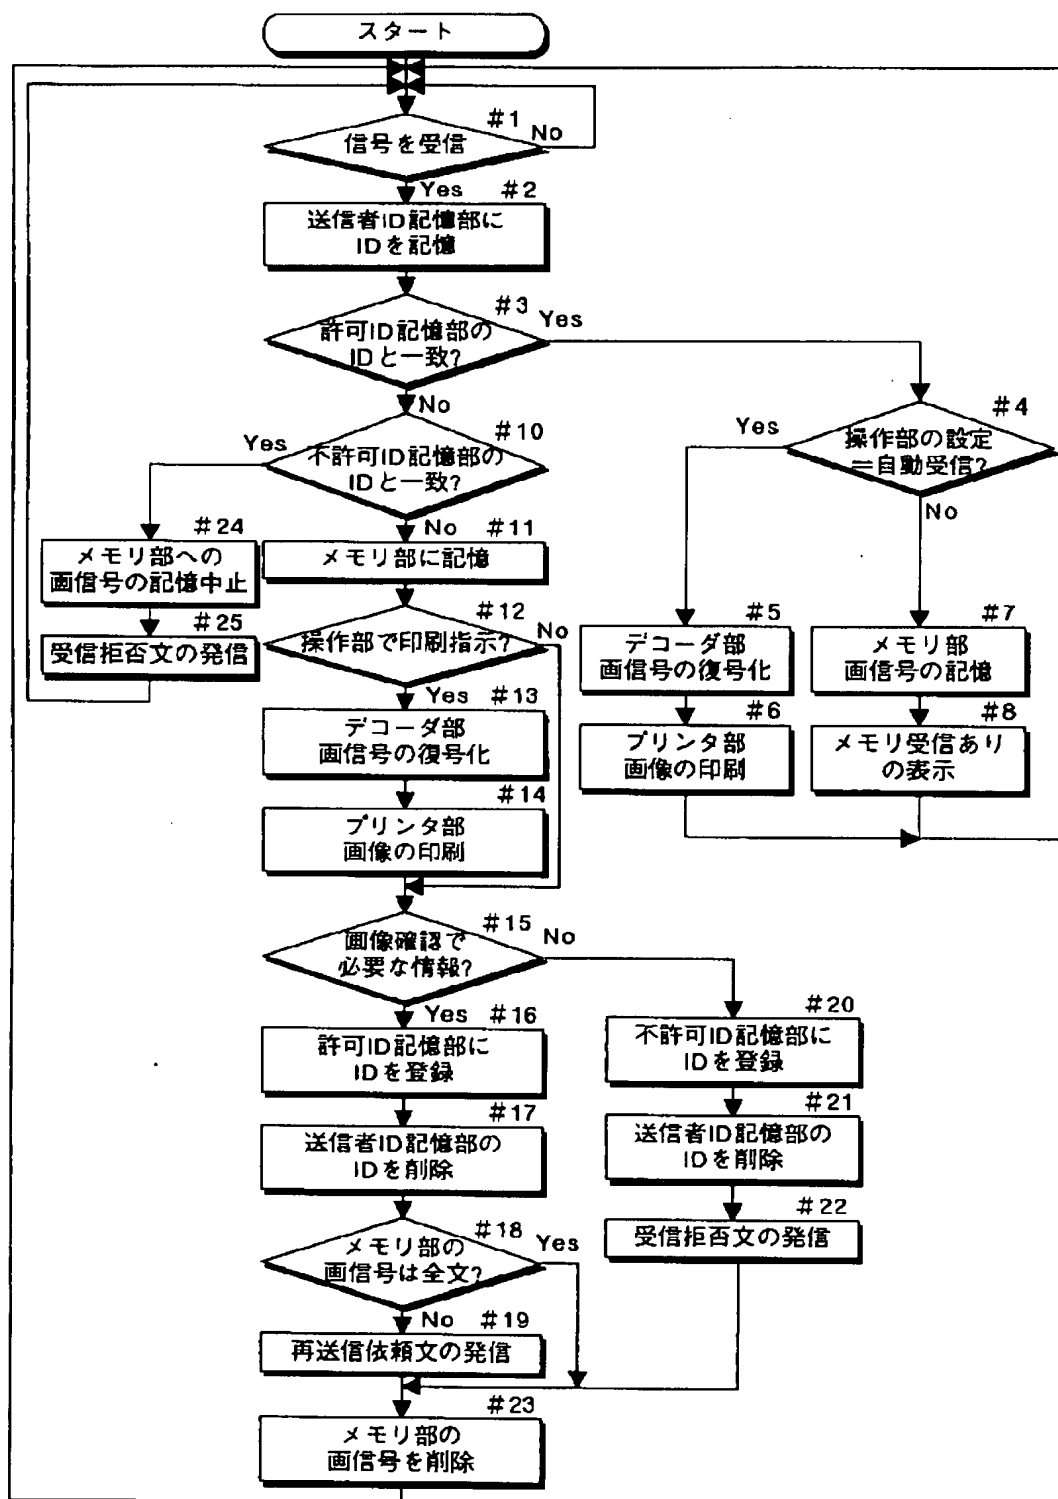 スタート
#1
信号を受信
No
Yes
#2
送信者ID記憶部に
IDを記憶
#3
許可ID記憶部の
IDと一致?
Yes
No
#4
操作部の設定
=自動受信?
Yes
No
#10
不許可ID記憶部の
IDと一致?
Yes
No
#11
メモリ部に記憶
#24
メモリ部への
画信号の記憶中止
#25
受信拒否文の発信
#12
操作部で印刷指示?
No
Yes
#13
デコーダ部
画信号の復号化
#14
プリンタ部
画像の印刷
#5
デコーダ部
画信号の復号化
#6
プリンタ部
画像の印刷
#7
メモリ部
画信号の記憶
#8
メモリ受信あり
の表示
#15
画像確認で
必要な情報?
No
Yes
#16
許可ID記憶部に
IDを登録
#17
送信者ID記憶部の
IDを削除
#18
メモリ部の
画信号は全文?
Yes
No
#19
再送信依頼文の発信
#20
不許可ID記憶部に
IDを登録
#21
送信者ID記憶部の
IDを削除
#22
受信拒否文の発信
#23
メモリ部の
画信号を削除